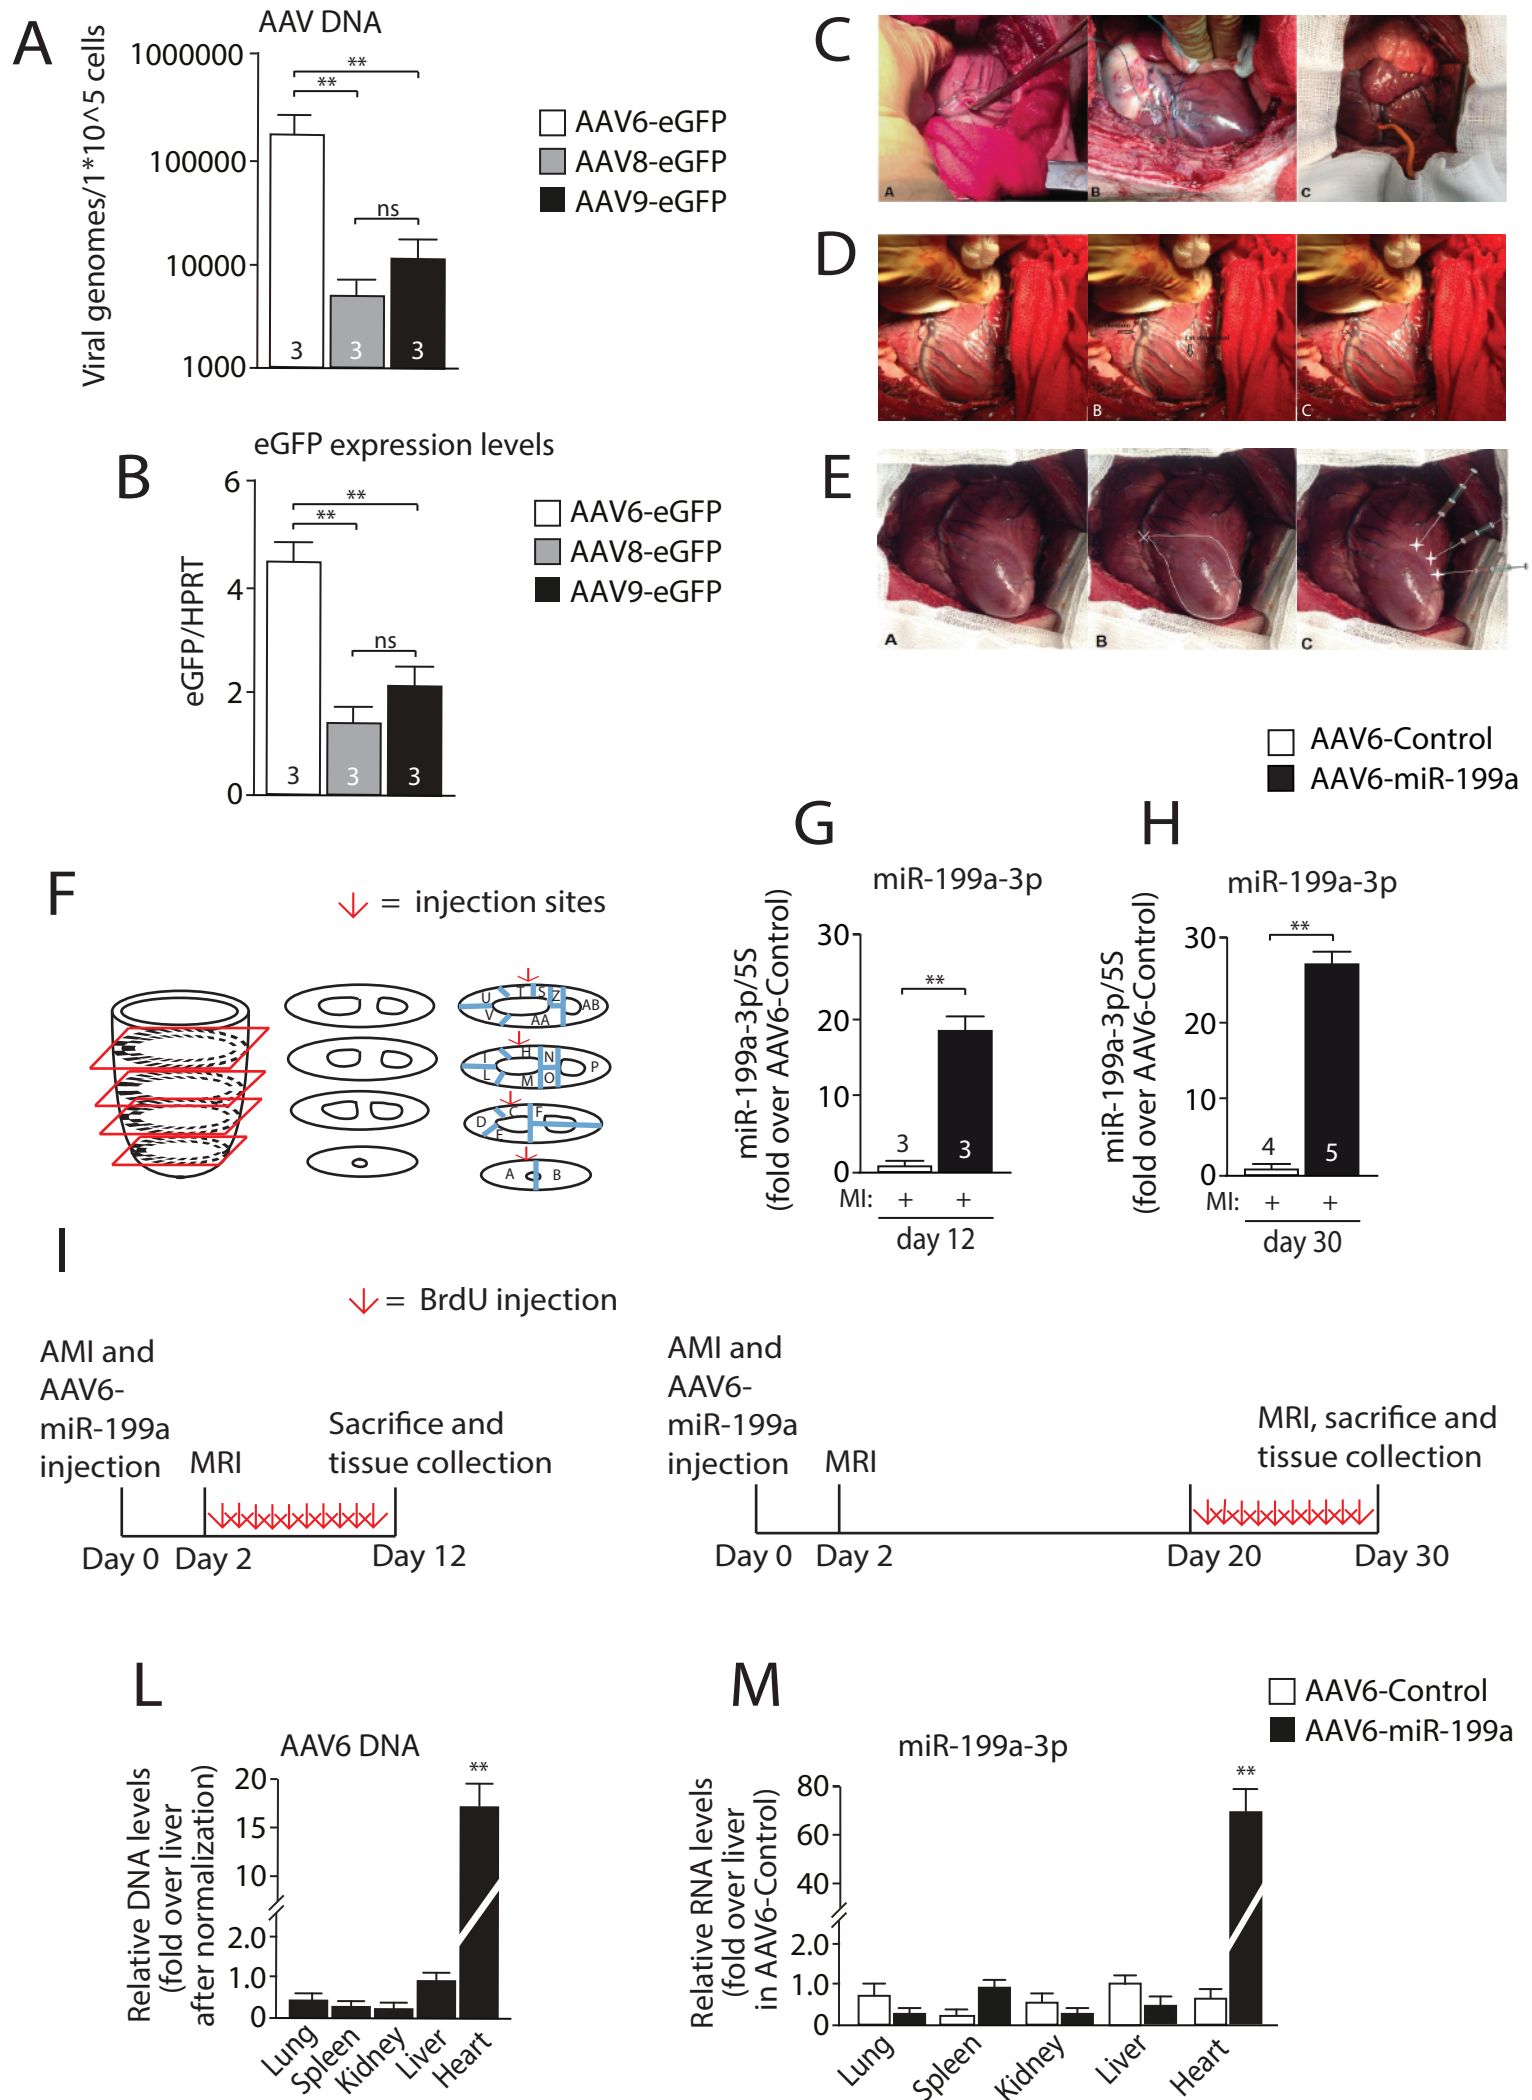 A
AAV DNA
Viral genomes/1*10^5 cells
1000000
100000
10000
1000
**
**
ns
3
3
3
AAV6-eGFP
AAV8-eGFP
AAV9-eGFP
B
eGFP expression levels
eGFP/HPRT
6
4
2
0
**
**
ns
3
3
3
AAV6-eGFP
AAV8-eGFP
AAV9-eGFP
C
A
B
C
D
B
C
E
A
B
C
AAV6-Control
AAV6-miR-199a
F
= injection sites
U
T
S
Z
AB
V
AA
I
H
N
P
L
M
O
C
F
D
E
A
B
G
miR-199a-3p
miR-199a-3p/5S
(fold over AAV6-Control)
30
20
10
0
**
3
3
MI: + +
day 12
H
miR-199a-3p
miR-199a-3p/5S
(fold over AAV6-Control)
30
20
10
0
**
4
5
MI: + +
day 30
I
= BrdU injection
AMI and
AAV6-
miR-199a
injection
MRI
Sacrifice and
tissue collection
Day 0
Day 2
Day 12
AMI and
AAV6-
miR-199a
injection
MRI
MRI, sacrifice and
tissue collection
Day 0
Day 2
Day 20
Day 30
L
AAV6 DNA
Relative DNA levels
(fold over liver
after normalization)
20
15
10
2.0
1.0
0
**
Lung
Spleen
Kidney
Liver
Heart
M
AAV6-Control
AAV6-miR-199a
miR-199a-3p
Relative RNA levels
(fold over liver
in AAV6-Control)
80
60
40
2.0
1.0
0
**
Lung
Spleen
Kidney
Liver
Heart